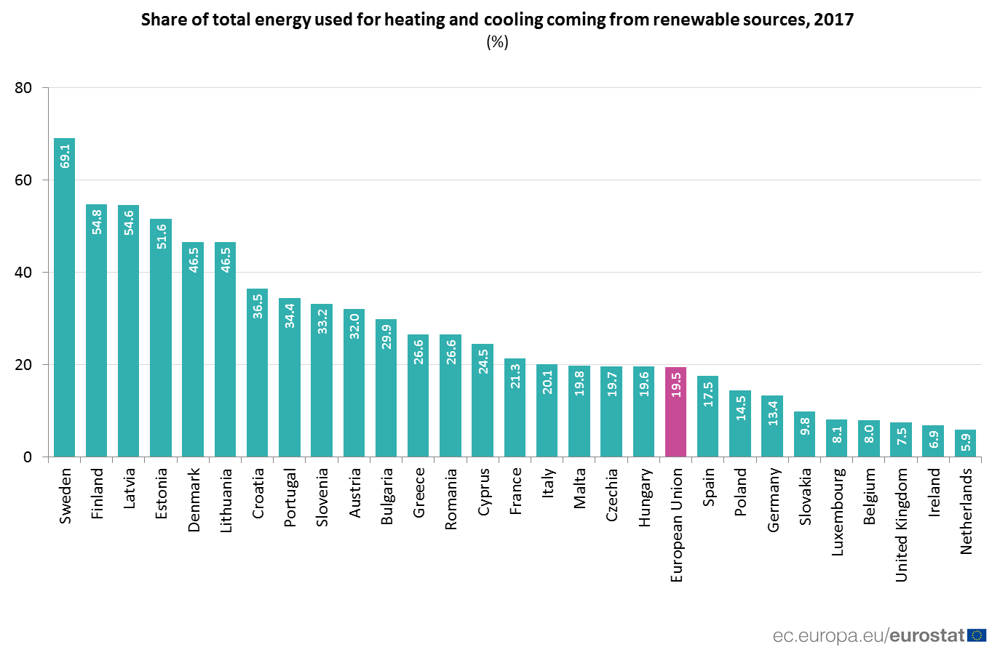 Share of total energy used for heating and cooling coming from renewable sources, 2017
(%)
80
60
40
20
0
69.1
54.8
54.6
51.6
46.5
46.5
36.5
34.4
33.2
32.0
29.9
26.6
26.6
24.5
21.3
20.1
19.8
19.7
19.6
19.5
17.5
14.5
13.4
9.8
8.1
8.0
7.5
6.9
5.9
Sweden
Finland
Latvia
Estonia
Denmark
Lithuania
Croatia
Portugal
Slovenia
Austria
Bulgaria
Greece
Romania
Cyprus
France
Italy
Malta
Czechia
Hungary
European Union
Spain
Poland
Germany
Slovakia
Luxembourg
Belgium
United Kingdom
Ireland
Netherlands
ec.europa.eu/eurostat